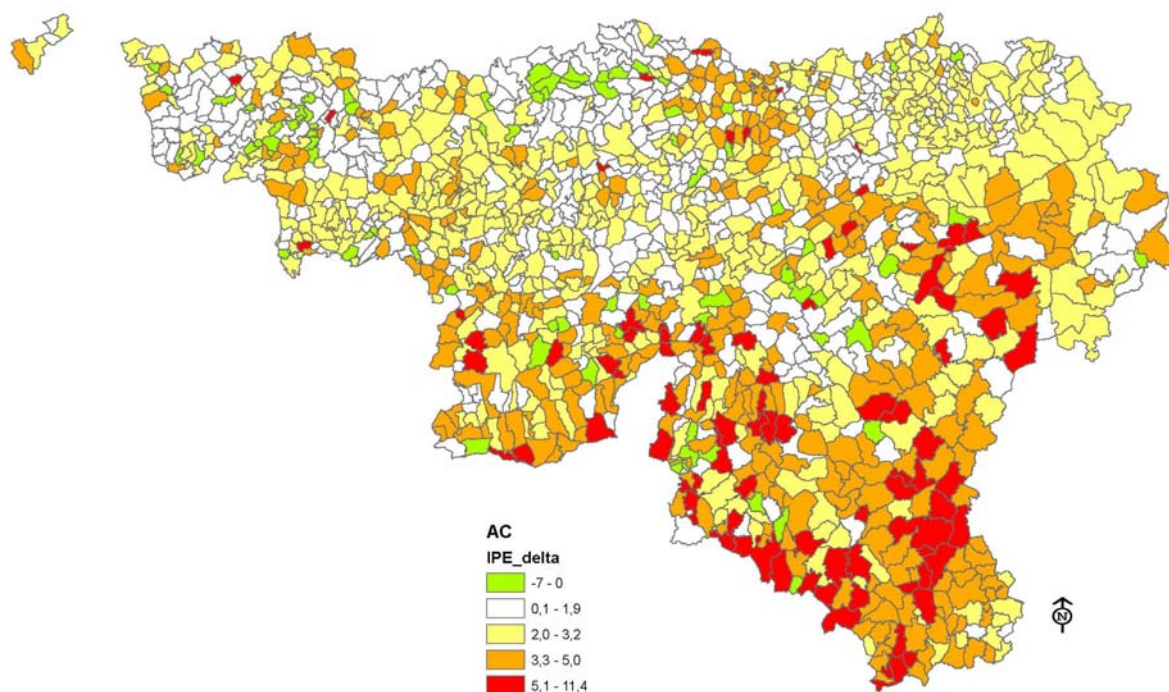 AC
IPE_delta
-7 - 0
0,1 - 1,9
2,0 - 3,2
3,3 - 5,0
5,1 - 11,4
N